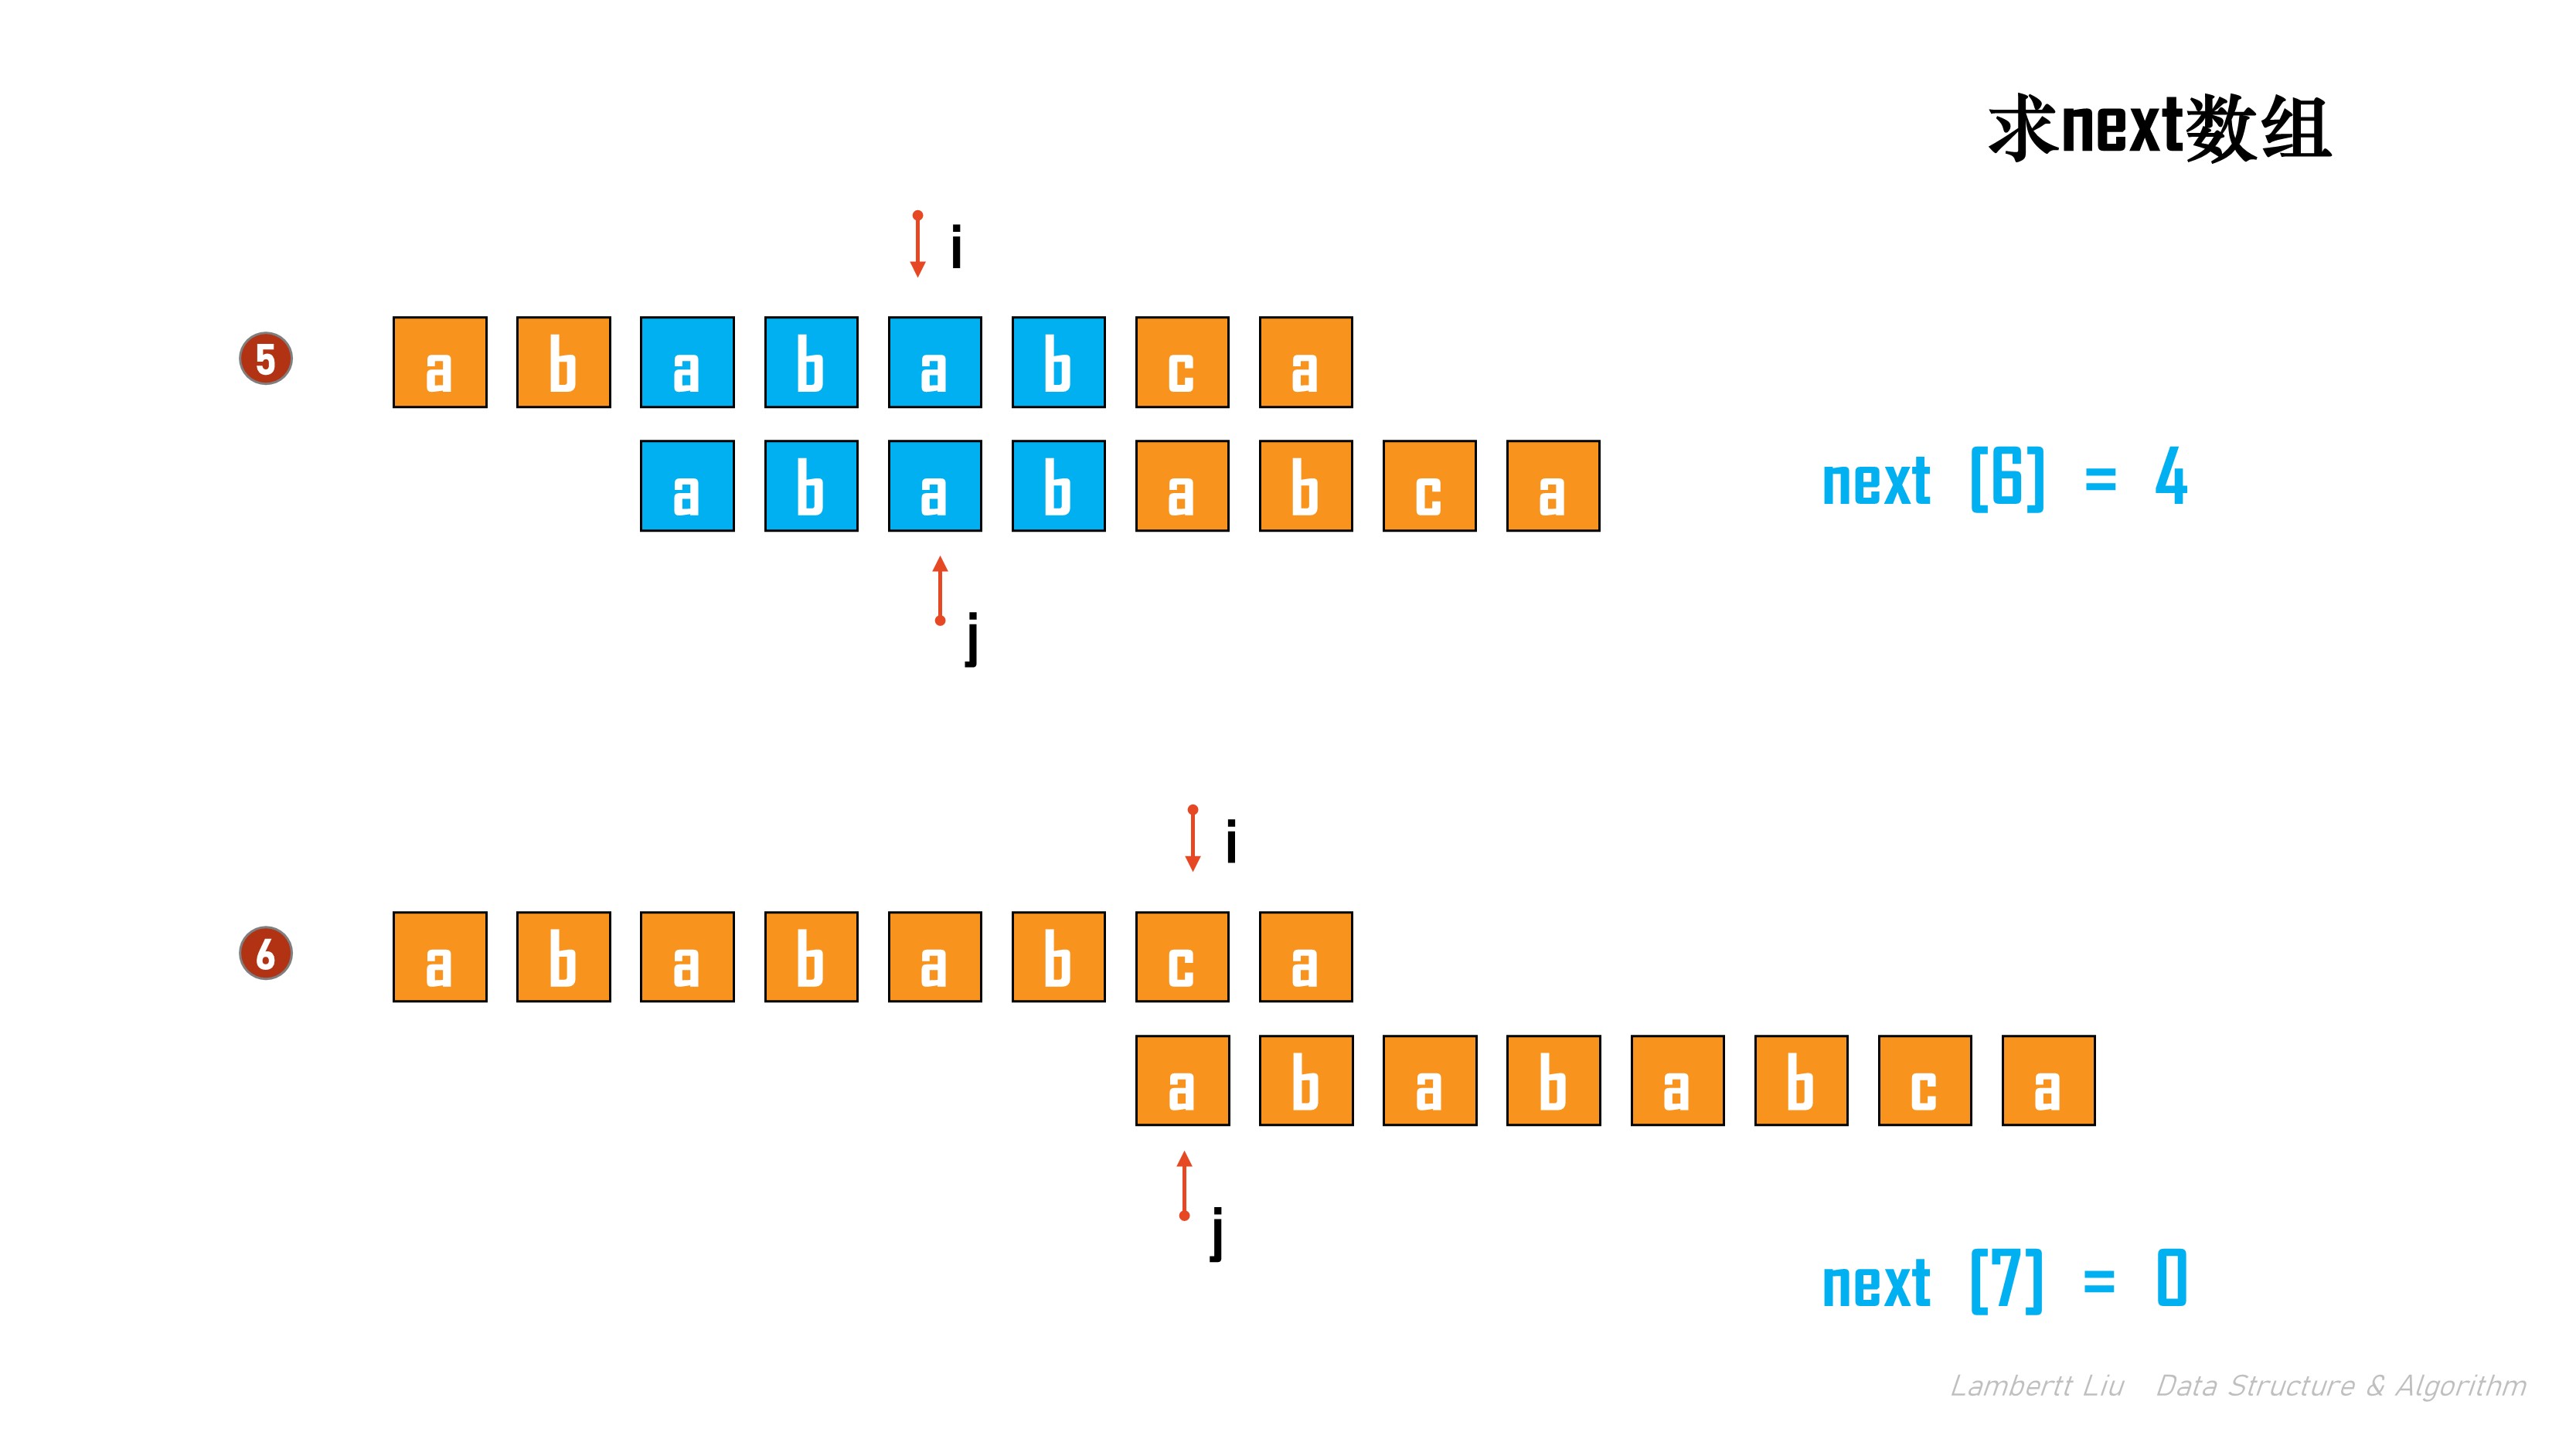 求next数组
i
5
a b a b a b c a
a b a b a b c a
next [6] = 4
j
i
6
a b a b a b c a
a b a b a b c a
j
next [7] = 0
Lambertt Liu Data Structure & Algorithm